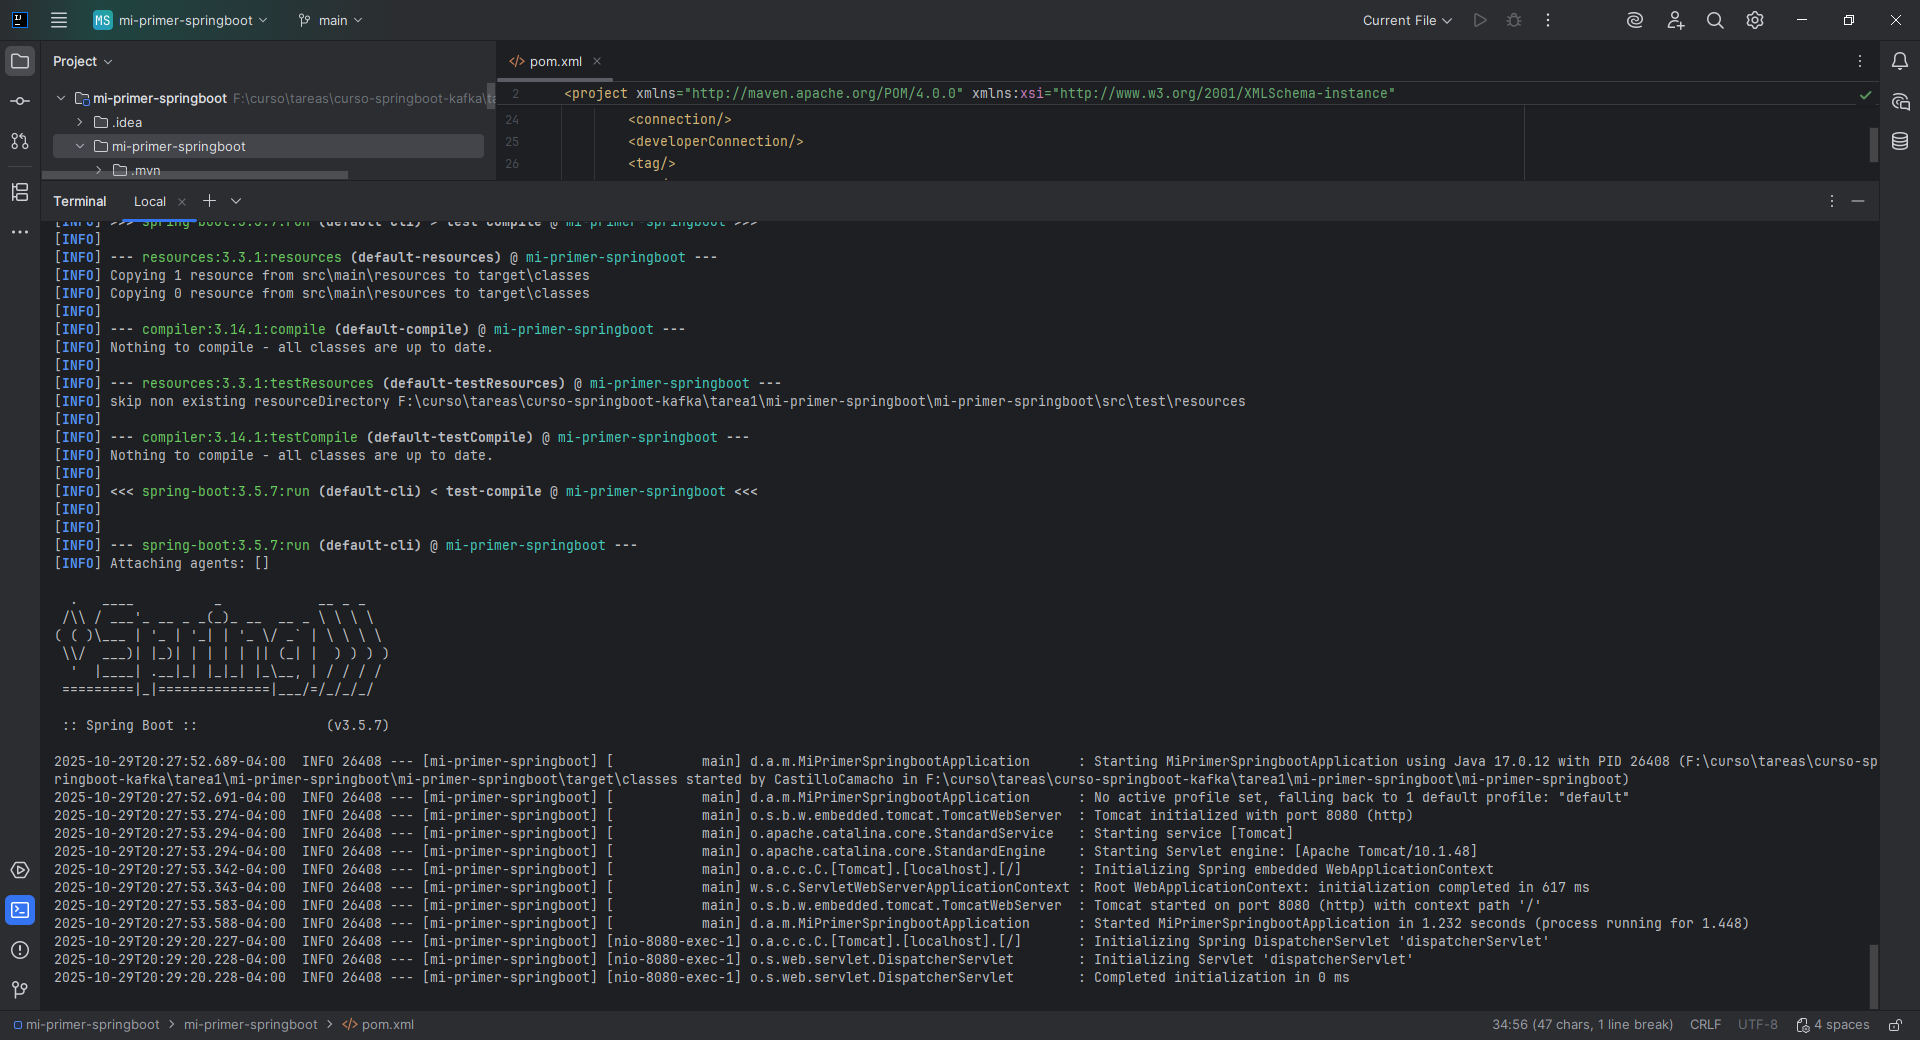 MS mi-primer-springboot main Current File
Project
pom.xml
mi-primer-springboot F:\curso\tareas\curso-springboot-kafka\ta
.idea
mi-primer-springboot
.mvn
2 <project xmlns="http://maven.apache.org/POM/4.0.0" xmlns:xsi="http://www.w3.org/2001/XMLSchema-instance"
24 <connection/>
25 <developerConnection/>
26 <tag/>
Terminal Local
[INFO] >>> spring-boot:3.5.7:run (default-cli) < test-compile @ mi-primer-springboot >>>
[INFO]
[INFO] --- resources:3.3.1:resources (default-resources) @ mi-primer-springboot ---
[INFO] Copying 1 resource from src\main\resources to target\classes
[INFO] Copying 0 resource from src\main\resources to target\classes
[INFO]
[INFO] --- compiler:3.14.1:compile (default-compile) @ mi-primer-springboot ---
[INFO] Nothing to compile - all classes are up to date.
[INFO]
[INFO] --- resources:3.3.1:testResources (default-testResources) @ mi-primer-springboot ---
[INFO] skip non existing resourceDirectory F:\curso\tareas\curso-springboot-kafka\tarea1\mi-primer-springboot\mi-primer-springboot\src\test\resources
[INFO]
[INFO] --- compiler:3.14.1:testCompile (default-testCompile) @ mi-primer-springboot ---
[INFO] Nothing to compile - all classes are up to date.
[INFO]
[INFO] <<< spring-boot:3.5.7:run (default-cli) < test-compile @ mi-primer-springboot <<<
[INFO]
[INFO]
[INFO] --- spring-boot:3.5.7:run (default-cli) @ mi-primer-springboot ---
[INFO] Attaching agents: []
  .   ____          _            __ _ _
 /\\ / ___'_ __ _ _(_)_ __  __ _ \ \ \ \
( ( )\___ | '_ | '_| | '_ \/ _` | \ \ \ \
 \\/  ___)| |_)| | | | | || (_| |  ) ) ) )
  '  |____| .__|_| |_|_| |_\__, | / / / /
 =========|_|==============|___/=/_/_/_/
:: Spring Boot ::                (v3.5.7)
2025-10-29T20:27:52.689-04:00  INFO 26408 --- [mi-primer-springboot] [           main] d.a.m.MiPrimerSpringbootApplication      : Starting MiPrimerSpringbootApplication using Java 17.0.12 with PID 26408 (F:\curso\tareas\curso-sp
ringboot-kafka\tarea1\mi-primer-springboot\mi-primer-springboot\target\classes started by CastilloCamacho in F:\curso\tareas\curso-springboot-kafka\tarea1\mi-primer-springboot\mi-primer-springboot)
2025-10-29T20:27:52.691-04:00  INFO 26408 --- [mi-primer-springboot] [           main] d.a.m.MiPrimerSpringbootApplication      : No active profile set, falling back to 1 default profile: "default"
2025-10-29T20:27:53.274-04:00  INFO 26408 --- [mi-primer-springboot] [           main] o.s.b.w.embedded.tomcat.TomcatWebServer  : Tomcat initialized with port 8080 (http)
2025-10-29T20:27:53.294-04:00  INFO 26408 --- [mi-primer-springboot] [           main] o.apache.catalina.core.StandardService   : Starting service [Tomcat]
2025-10-29T20:27:53.294-04:00  INFO 26408 --- [mi-primer-springboot] [           main] o.apache.catalina.core.StandardEngine    : Starting Servlet engine: [Apache Tomcat/10.1.48]
2025-10-29T20:27:53.342-04:00  INFO 26408 --- [mi-primer-springboot] [           main] o.a.c.c.C.[Tomcat].[localhost].[/]       : Initializing Spring embedded WebApplicationContext
2025-10-29T20:27:53.343-04:00  INFO 26408 --- [mi-primer-springboot] [           main] w.s.c.ServletWebServerApplicationContext : Root WebApplicationContext: initialization completed in 617 ms
2025-10-29T20:27:53.583-04:00  INFO 26408 --- [mi-primer-springboot] [           main] o.s.b.w.embedded.tomcat.TomcatWebServer  : Tomcat started on port 8080 (http) with context path '/'
2025-10-29T20:27:53.588-04:00  INFO 26408 --- [mi-primer-springboot] [           main] d.a.m.MiPrimerSpringbootApplication      : Started MiPrimerSpringbootApplication in 1.232 seconds (process running for 1.448)
2025-10-29T20:29:20.227-04:00  INFO 26408 --- [mi-primer-springboot] [nio-8080-exec-1] o.a.c.c.C.[Tomcat].[localhost].[/]       : Initializing Spring DispatcherServlet 'dispatcherServlet'
2025-10-29T20:29:20.228-04:00  INFO 26408 --- [mi-primer-springboot] [nio-8080-exec-1] o.s.web.servlet.DispatcherServlet        : Initializing Servlet 'dispatcherServlet'
2025-10-29T20:29:20.228-04:00  INFO 26408 --- [mi-primer-springboot] [nio-8080-exec-1] o.s.web.servlet.DispatcherServlet        : Completed initialization in 0 ms
mi-primer-springboot > mi-primer-springboot > pom.xml 34:56 (47 chars, 1 line break) CRLF UTF-8 4 spaces